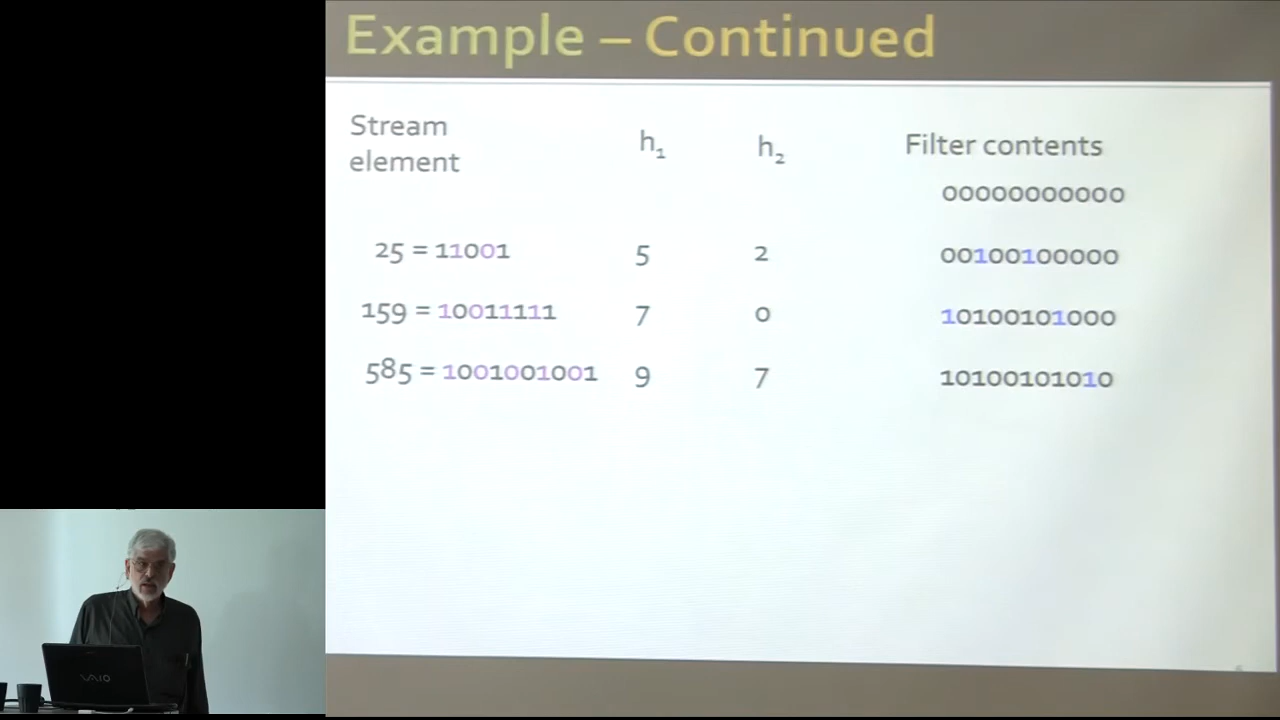 Example – Continued
Stream
element
h1
h2
Filter contents
00000000000
25 = 11001
5
2
00100100000
159 = 10011111
7
0
10100101000
585 = 1001001001
9
7
10100101010
VAIO
6